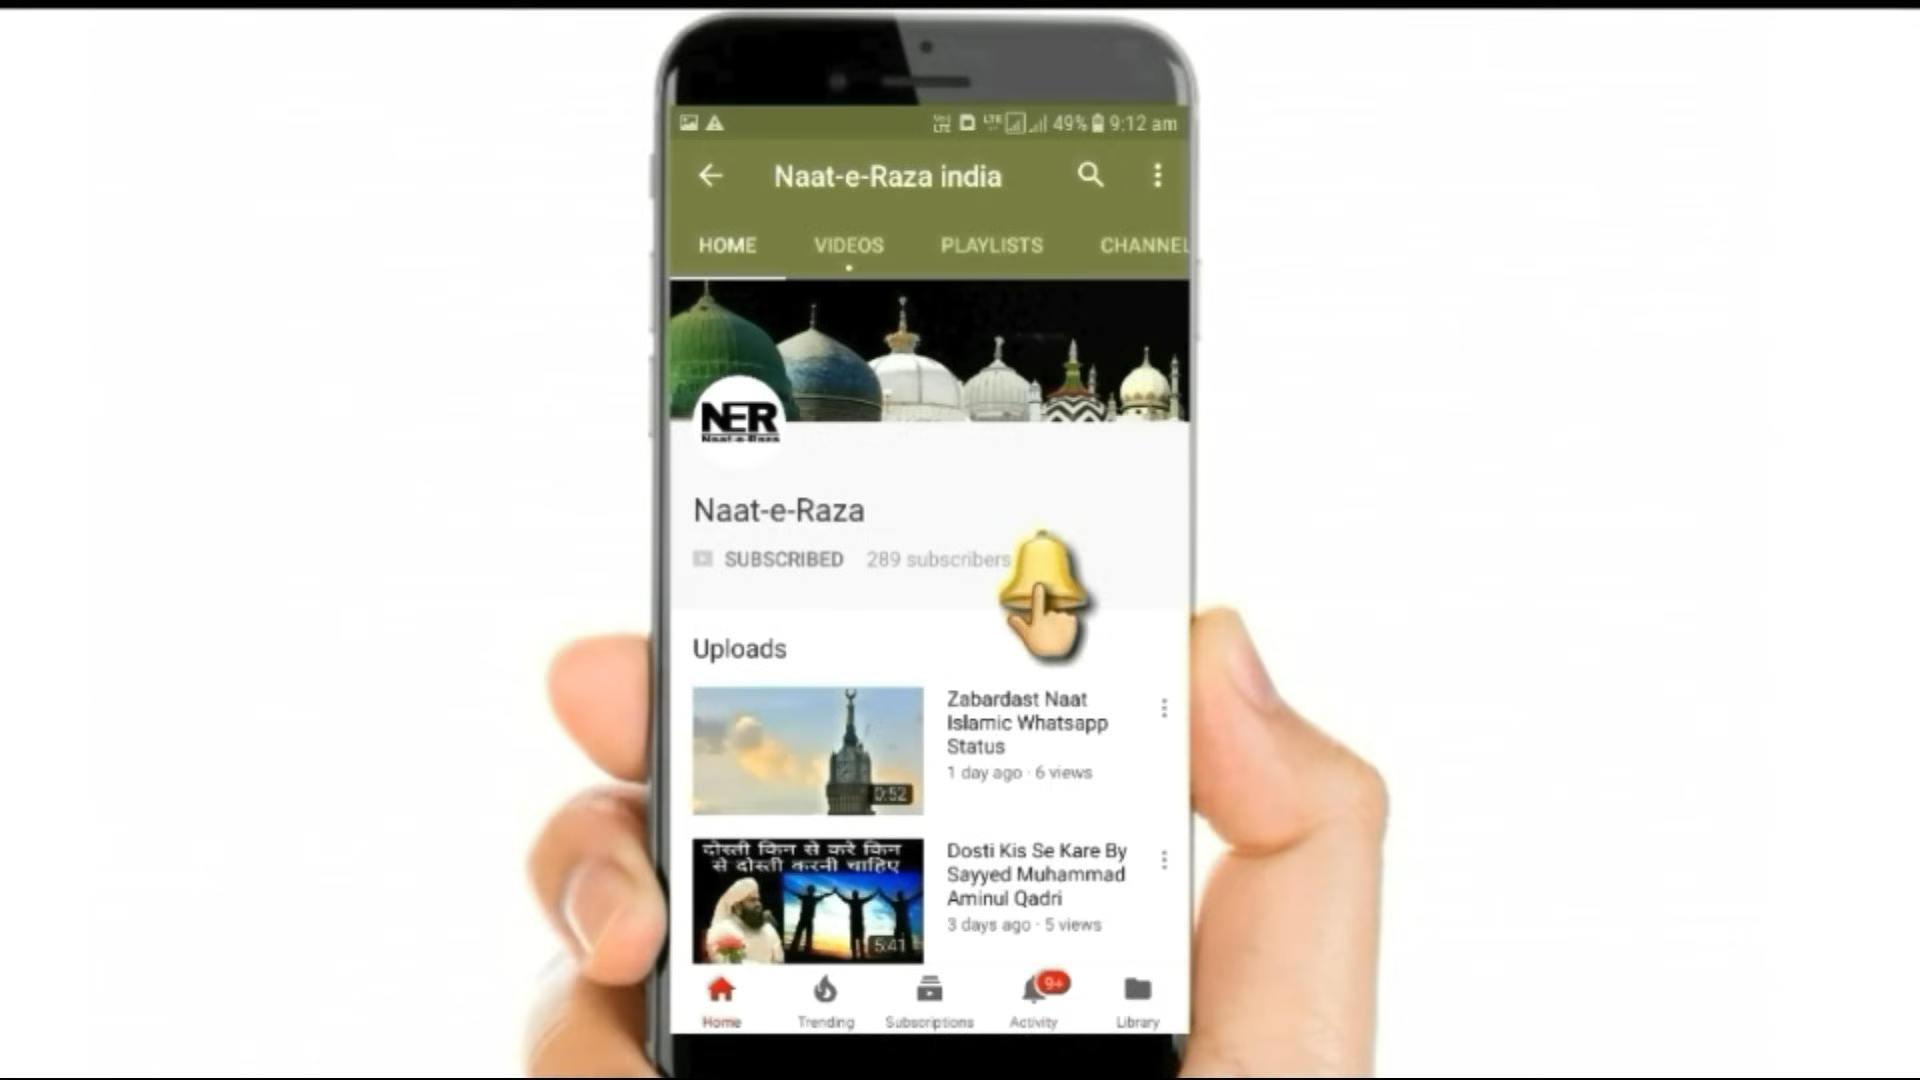 49% 9:12 am
Naat-e-Raza india
HOME VIDEOS PLAYLISTS CHANNEL
NER
Naat-e-Raza
Naat-e-Raza
SUBSCRIBED 289 subscribers
Uploads
Zabardast Naat
Islamic Whatsapp
Status
1 day ago · 6 views
0:52
दोस्ती किन से करे किन
से दोस्ती करनी चाहिए
Dosti Kis Se Kare By
Sayyed Muhammad
Aminul Qadri
3 days ago · 5 views
5:41
9+
Home Trending Subscriptions Activity Library